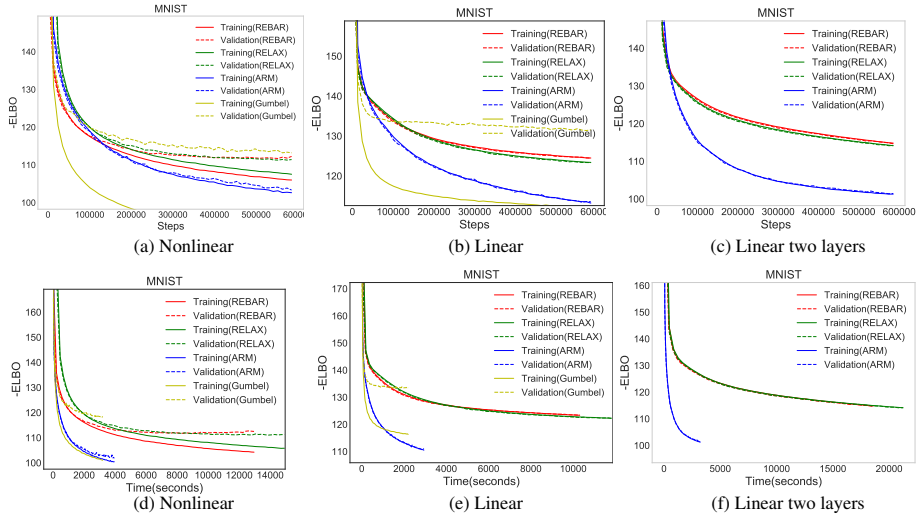 MNIST
-ELBO
140
130
120
110
100
Training(REBAR)
Validation(REBAR)
Training(RELAX)
Validation(RELAX)
Training(ARM)
Validation(ARM)
Training(Gumbel)
Validation(Gumbel)
0 100000 200000 300000 400000 500000 60000
Steps
(a) Nonlinear
MNIST
-ELBO
150
140
130
120
Training(REBAR)
Validation(REBAR)
Training(RELAX)
Validation(RELAX)
Training(ARM)
Validation(ARM)
Training(Gumbel)
Validation(Gumbel)
0 100000 200000 300000 400000 500000 60000
Steps
(b) Linear
MNIST
-ELBO
140
130
120
110
100
Training(REBAR)
Validation(REBAR)
Training(RELAX)
Validation(RELAX)
Training(ARM)
Validation(ARM)
0 100000 200000 300000 400000 500000 600000
Steps
(c) Linear two layers
MNIST
-ELBO
160
150
140
130
120
110
100
Training(REBAR)
Validation(REBAR)
Training(RELAX)
Validation(RELAX)
Training(ARM)
Validation(ARM)
Training(Gumbel)
Validation(Gumbel)
0 2000 4000 6000 8000 10000 12000 14000
Time(seconds)
(d) Nonlinear
MNIST
-ELBO
170
160
150
140
130
120
110
Training(REBAR)
Validation(REBAR)
Training(RELAX)
Validation(RELAX)
Training(ARM)
Validation(ARM)
Training(Gumbel)
Validation(Gumbel)
0 2000 4000 6000 8000 10000
Time(seconds)
(e) Linear
MNIST
-ELBO
160
150
140
130
120
110
100
Training(REBAR)
Validation(REBAR)
Training(RELAX)
Validation(RELAX)
Training(ARM)
Validation(ARM)
0 5000 10000 15000 20000
Time(seconds)
(f) Linear two layers